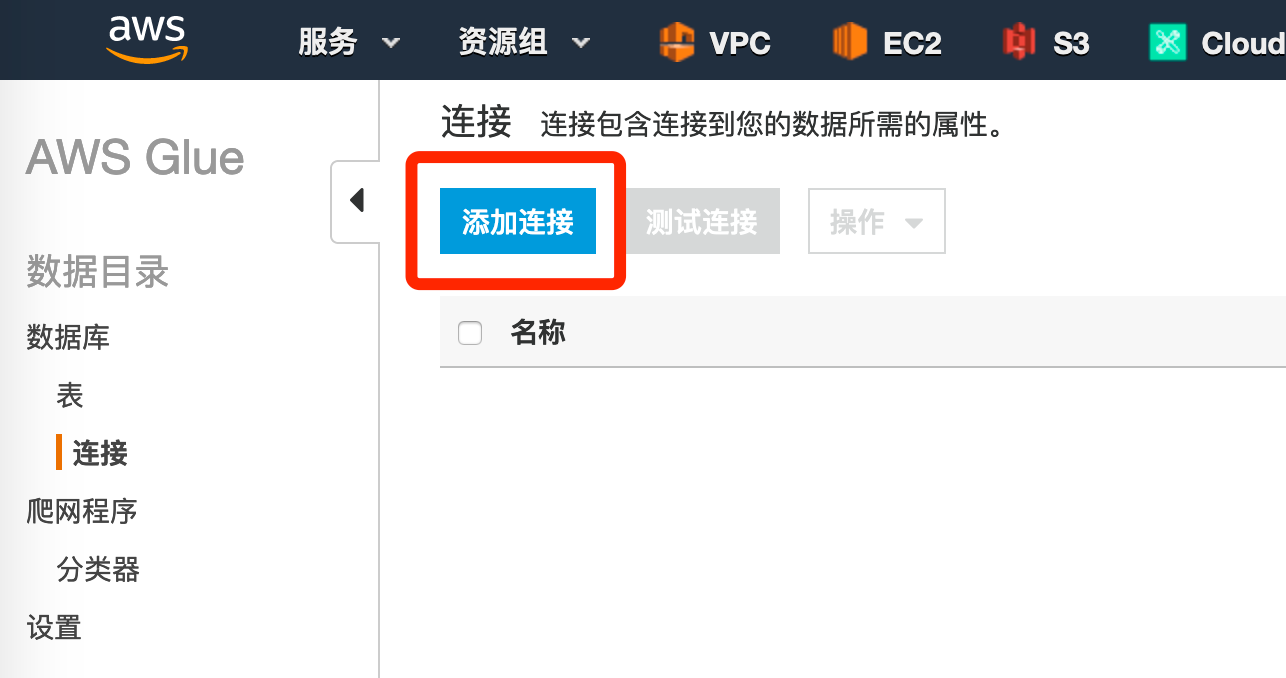 aws 服务 资源组 VPC EC2 S3 Cloud
AWS Glue
数据目录
数据库
表
连接
爬网程序
分类器
设置
连接 连接包含连接到您的数据所需的属性。
添加连接 测试连接 操作
名称